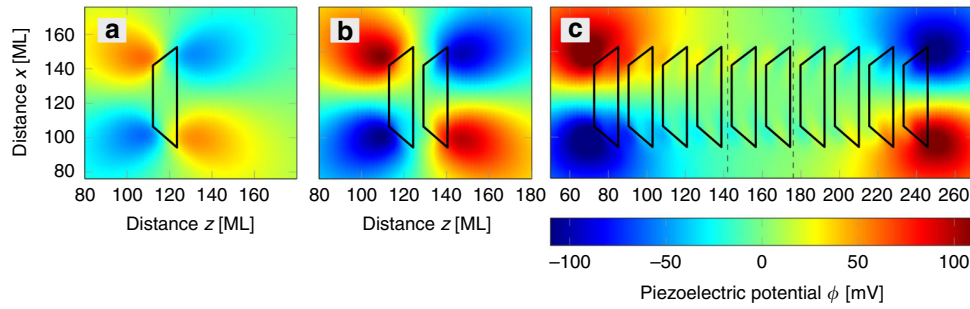 a b c
Distance x [ML]
160
140
120
100
80
80 100 120 140 160 80 100 120 140 160 180 60 80 100 120 140 160 180 200 220 240 260
Distance z [ML] Distance z [ML]
−100 −50 0 50 100
Piezoelectric potential ϕ [mV]